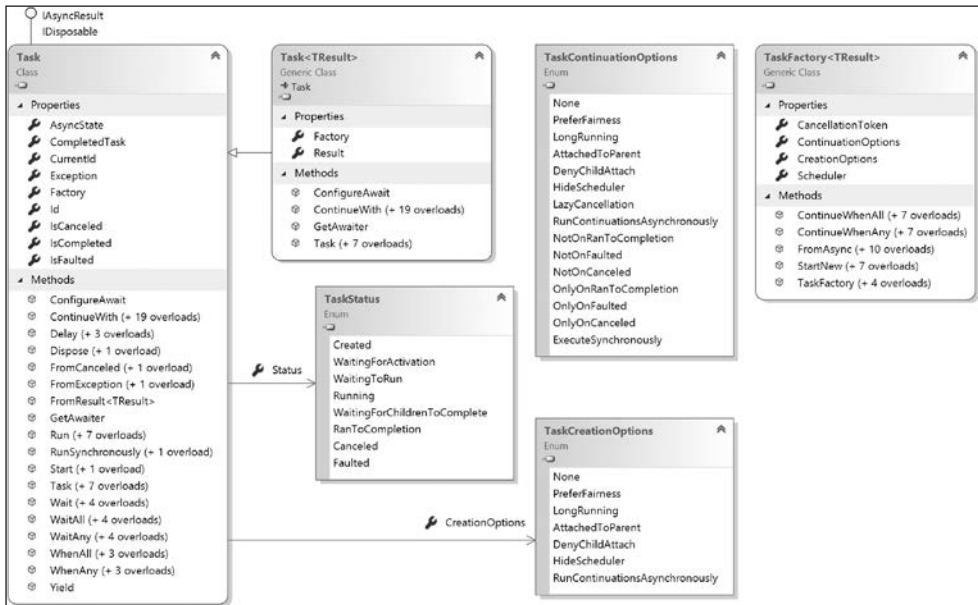 IAsyncResult
IDisposable
Task
Class
Properties
AsyncState
CompletedTask
CurrentId
Exception
Factory
Id
IsCanceled
IsCompleted
IsFaulted
Methods
ConfigureAwait
ContinueWith (+ 19 overloads)
Delay (+ 3 overloads)
Dispose (+ 1 overload)
FromCanceled (+ 1 overload)
FromException (+ 1 overload)
FromResult<TResult>
GetAwaiter
Run (+ 7 overloads)
RunSynchronously (+ 1 overload)
Start (+ 1 overload)
Task (+ 7 overloads)
Wait (+ 4 overloads)
WaitAll (+ 4 overloads)
WaitAny (+ 4 overloads)
WhenAll (+ 3 overloads)
WhenAny (+ 3 overloads)
Yield
Task<TResult>
Generic Class
Task
Properties
Factory
Result
Methods
ConfigureAwait
ContinueWith (+ 19 overloads)
GetAwaiter
Task (+ 7 overloads)
Status
TaskStatus
Enum
Created
WaitingForActivation
WaitingToRun
Running
WaitingForChildrenToComplete
RanToCompletion
Canceled
Faulted
CreationOptions
TaskContinuationOptions
Enum
None
PreferFairness
LongRunning
AttachedToParent
DenyChildAttach
HideScheduler
LazyCancellation
RunContinuationsAsynchronously
NotOnRanToCompletion
NotOnFaulted
NotOnCanceled
OnlyOnRanToCompletion
OnlyOnFaulted
OnlyOnCanceled
ExecuteSynchronously
TaskCreationOptions
Enum
None
PreferFairness
LongRunning
AttachedToParent
DenyChildAttach
HideScheduler
RunContinuationsAsynchronously
TaskFactory<TResult>
Generic Class
Properties
CancellationToken
ContinuationOptions
CreationOptions
Scheduler
Methods
ContinueWhenAll (+ 7 overloads)
ContinueWhenAny (+ 7 overloads)
FromAsync (+ 10 overloads)
StartNew (+ 7 overloads)
TaskFactory (+ 4 overloads)